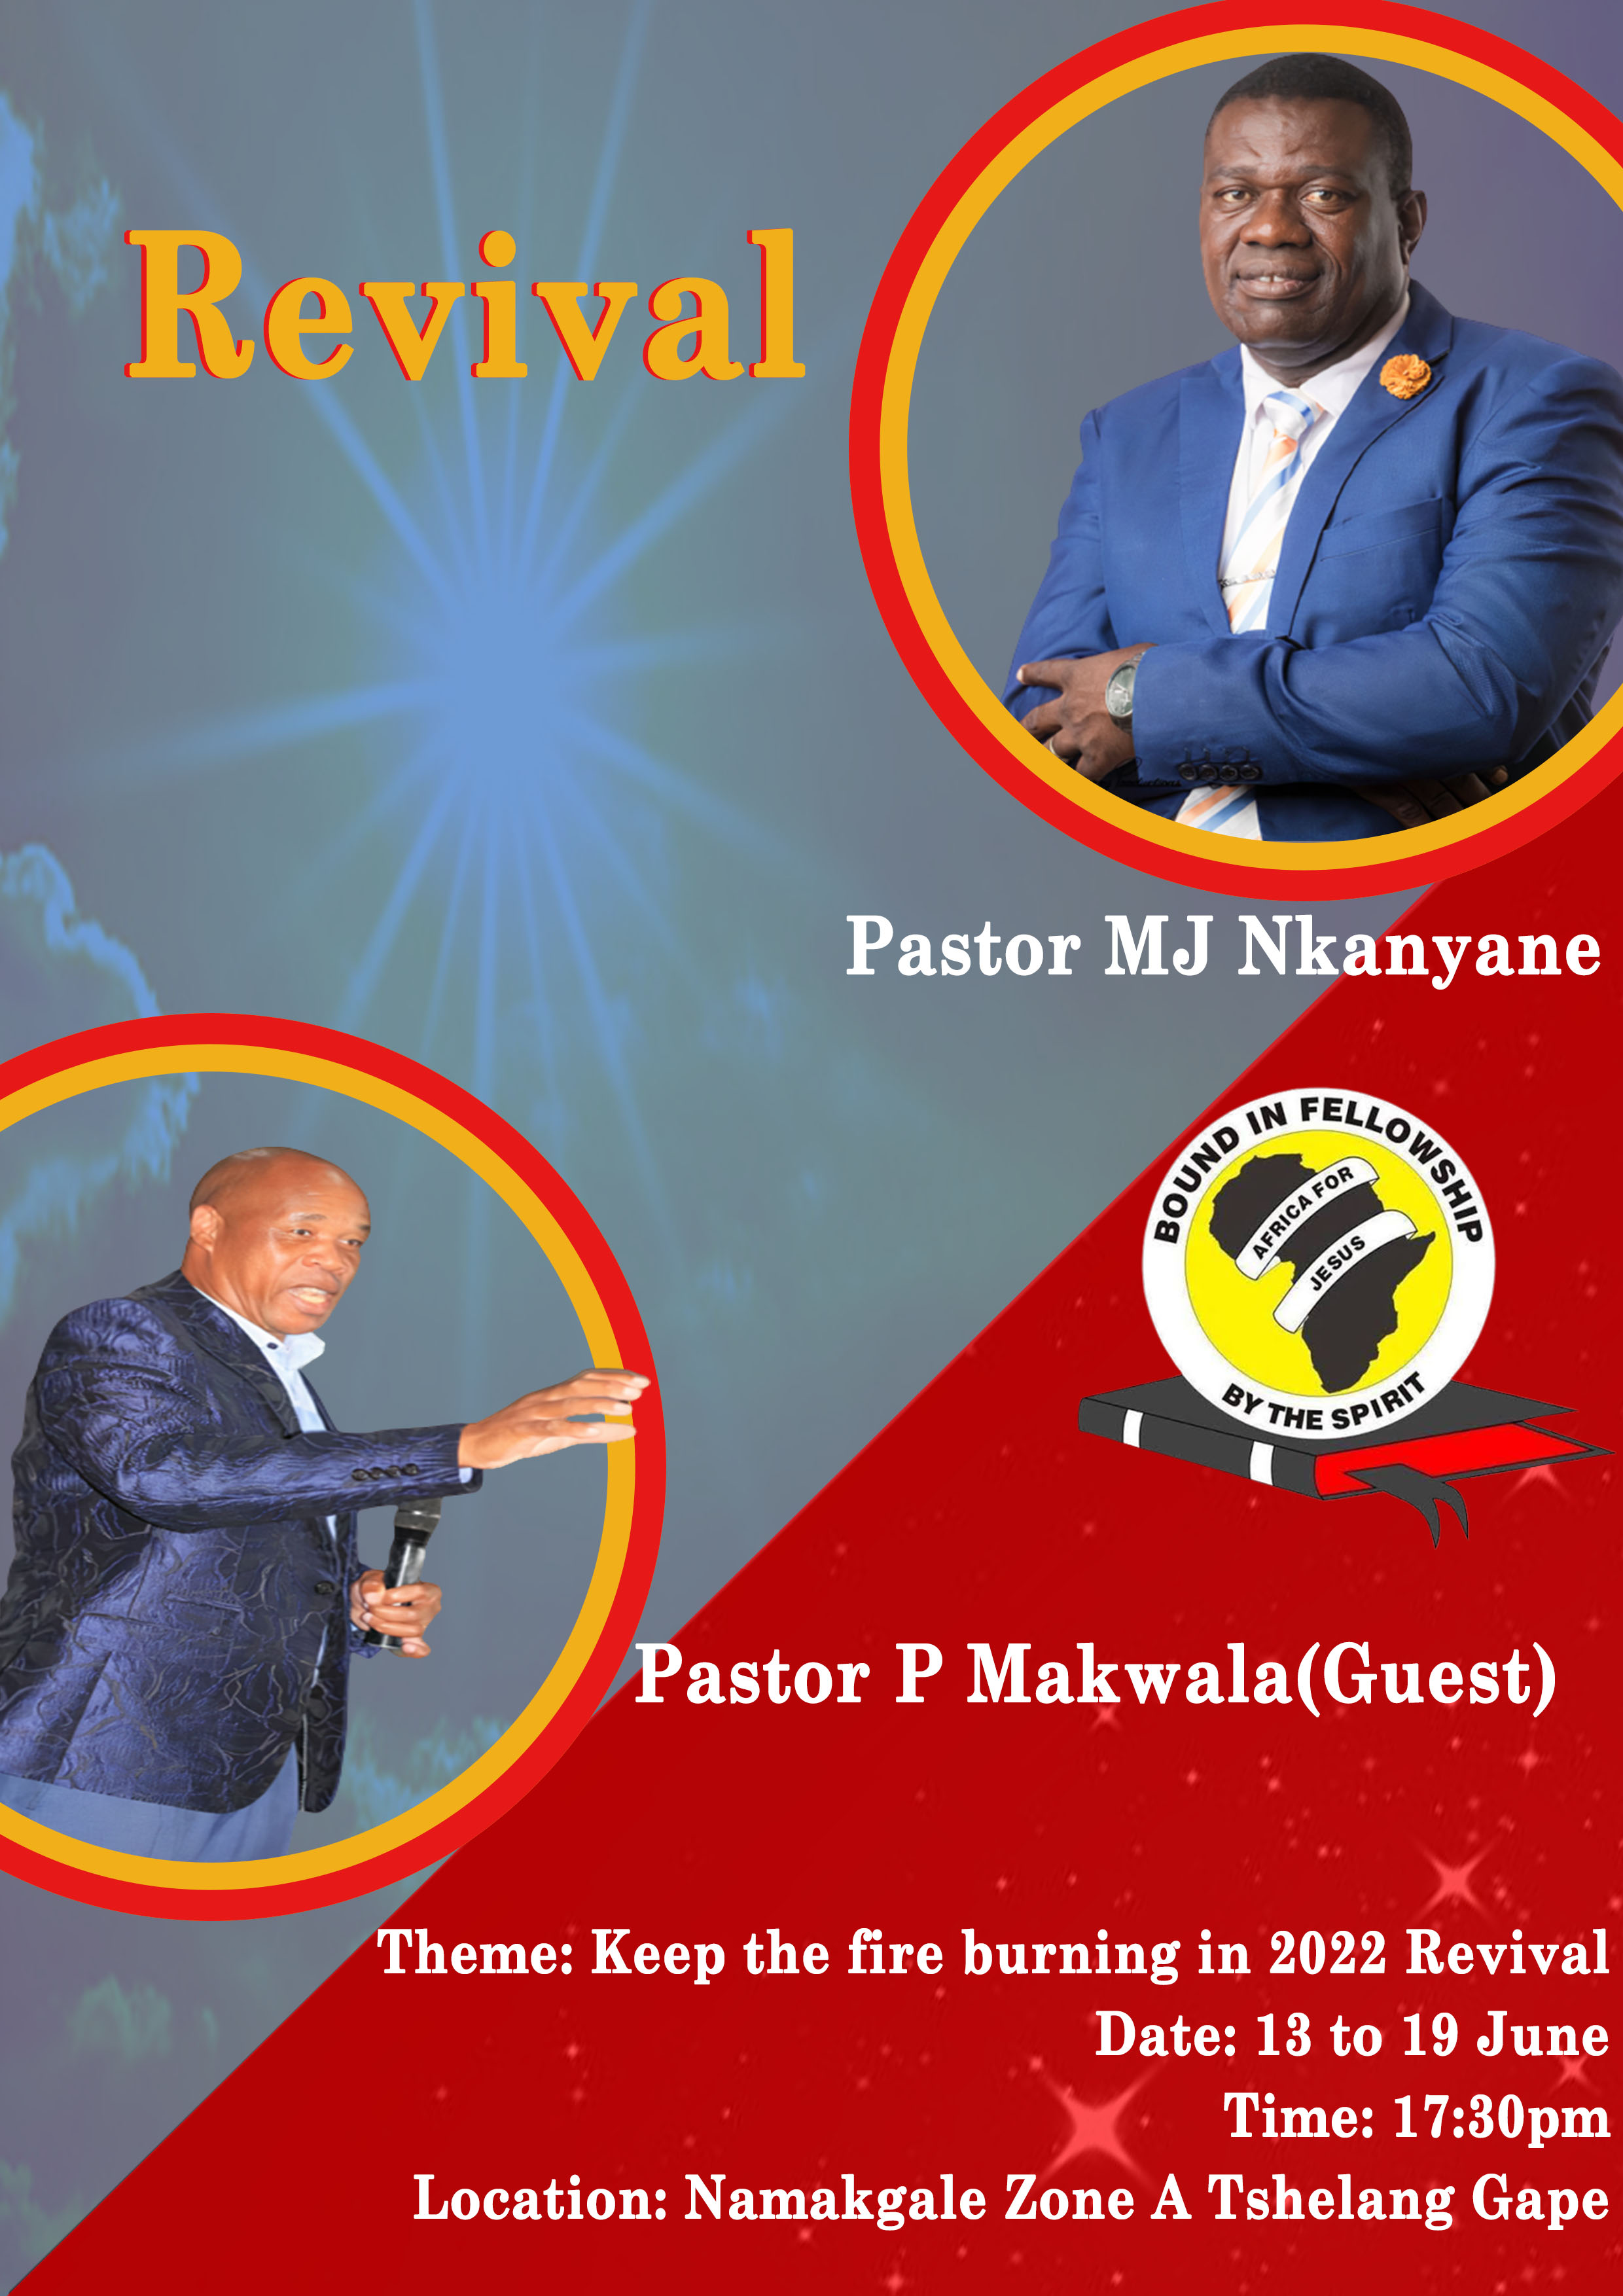 Revival
Pastor MJ Nkanyane
BOUND IN FELLOWSHIP
AFRICA FOR
JESUS
BY THE SPIRIT
Pastor P Makwala(Guest)
Theme: Keep the fire burning in 2022 Revival
Date: 13 to 19 June
Time: 17:30pm
Location: Namakgale Zone A Tshelang Gape